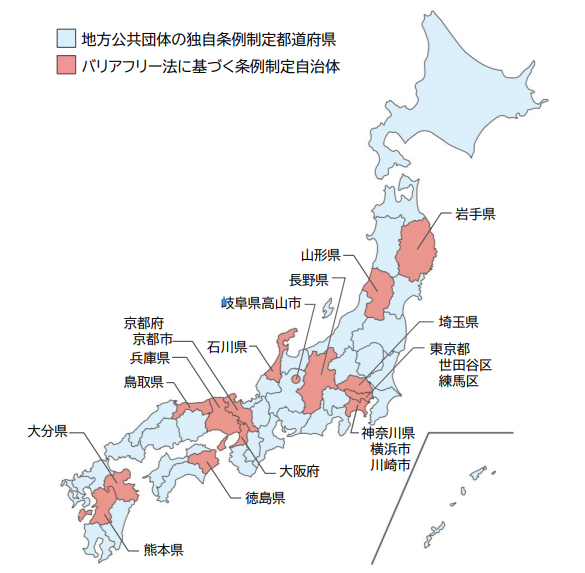 地方公共団体の独自条例制定都道府県
バリアフリー法に基づく条例制定自治体
岩手県
山形県
長野県
岐阜県高山市
京都府
京都市
石川県
兵庫県
鳥取県
埼玉県
東京都
世田谷区
練馬区
大分県
神奈川県
横浜市
川崎市
大阪府
徳島県
熊本県